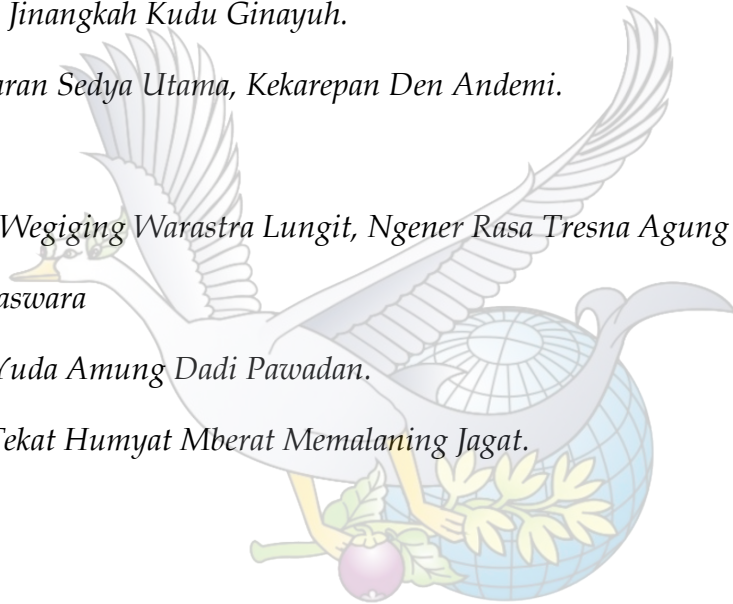 Jinangkah Kudu Ginayuh.
aran Sedya Utama, Kekarepan Den Andemi.
Wegiging Warastra Lungit, Ngener Rasa Tresna Agung
aswara
Yuda Amung Dadi Pawadan.
Tekat Humyat Mberat Memalaning Jagat.